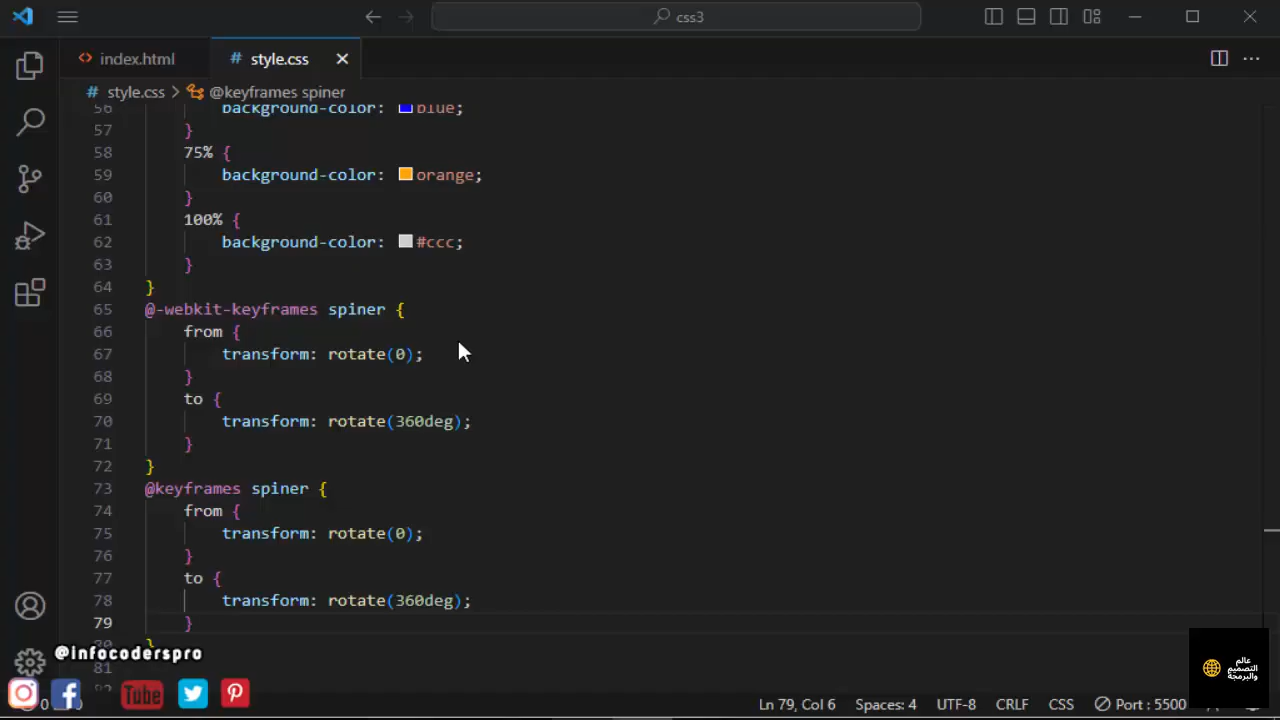 css3
index.html
style.css
style.css > @keyframes spiner
56 background-color: blue;
57 }
58 75% {
59 background-color: orange;
60 }
61 100% {
62 background-color: #ccc;
63 }
64 }
65 @-webkit-keyframes spiner {
66 from {
67 transform: rotate(0);
68 }
69 to {
70 transform: rotate(360deg);
71 }
72 }
73 @keyframes spiner {
74 from {
75 transform: rotate(0);
76 }
77 to {
78 transform: rotate(360deg);
79 }
80 }
81
@infocoderspro
Tube
عالم
التصميم
والبرمجة
Ln 79, Col 6 Spaces: 4 UTF-8 CRLF CSS Port : 5500